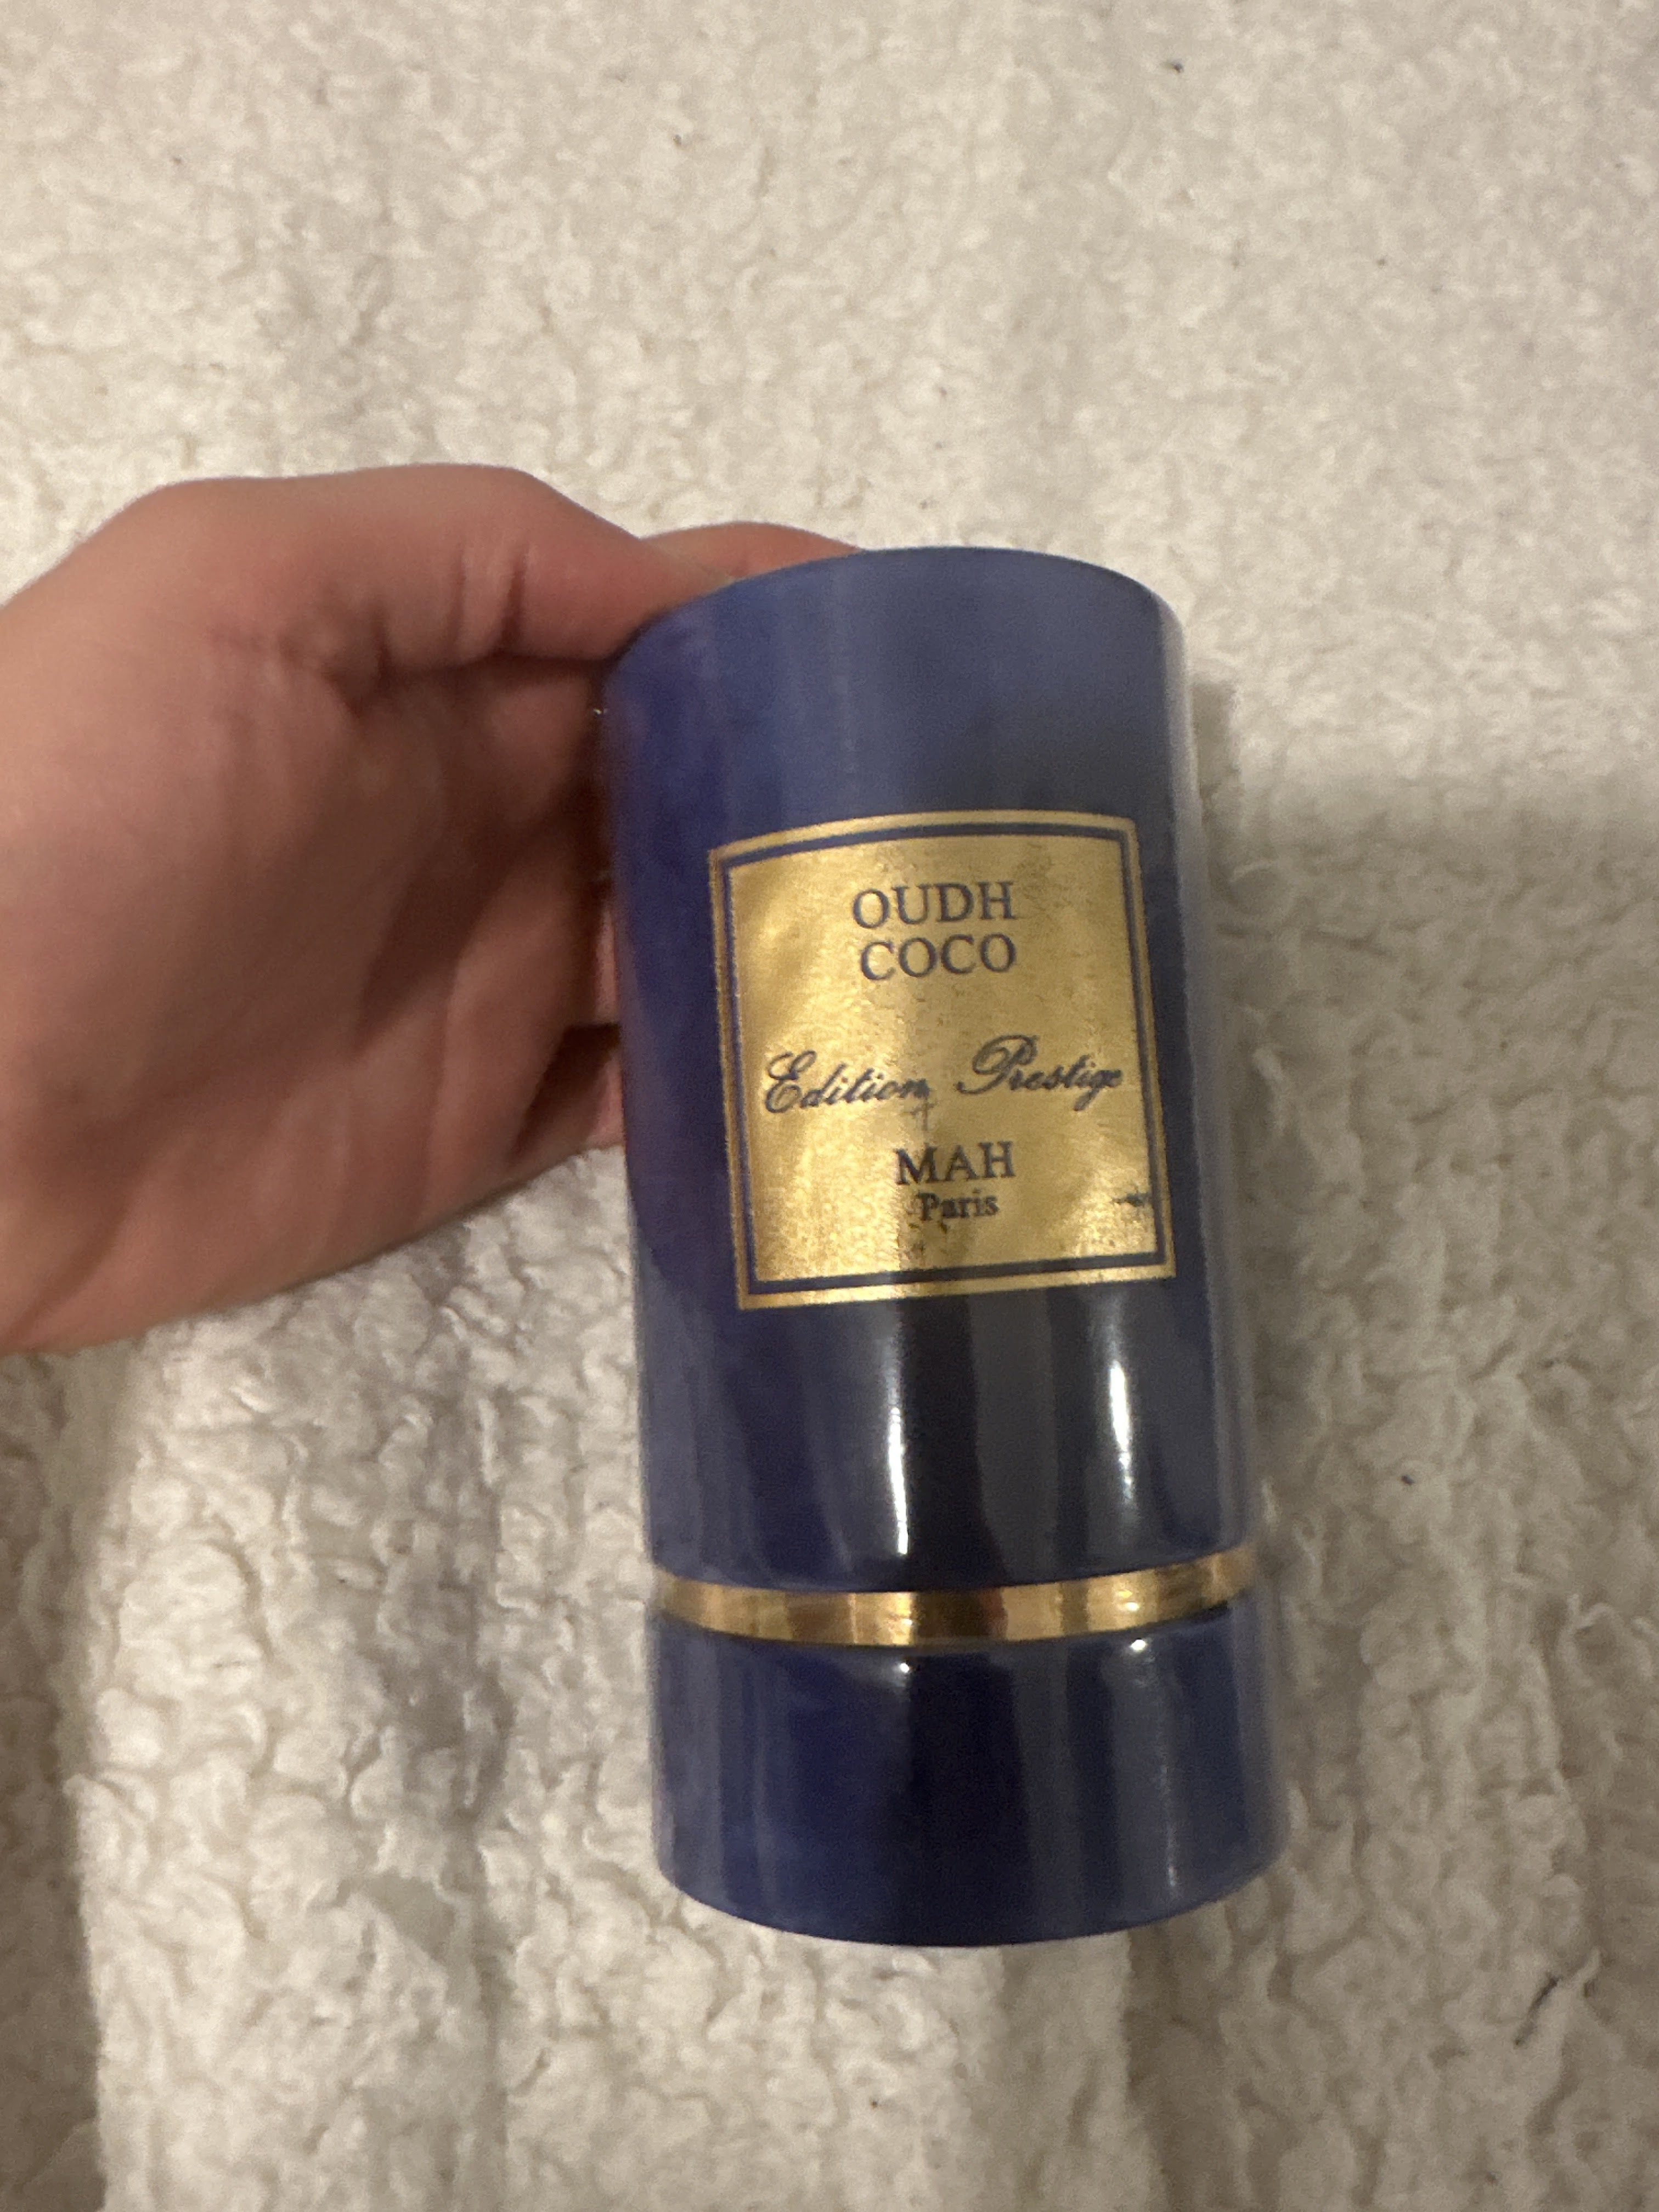 OUDH
COCO
Edition Prestige
MAH
Paris